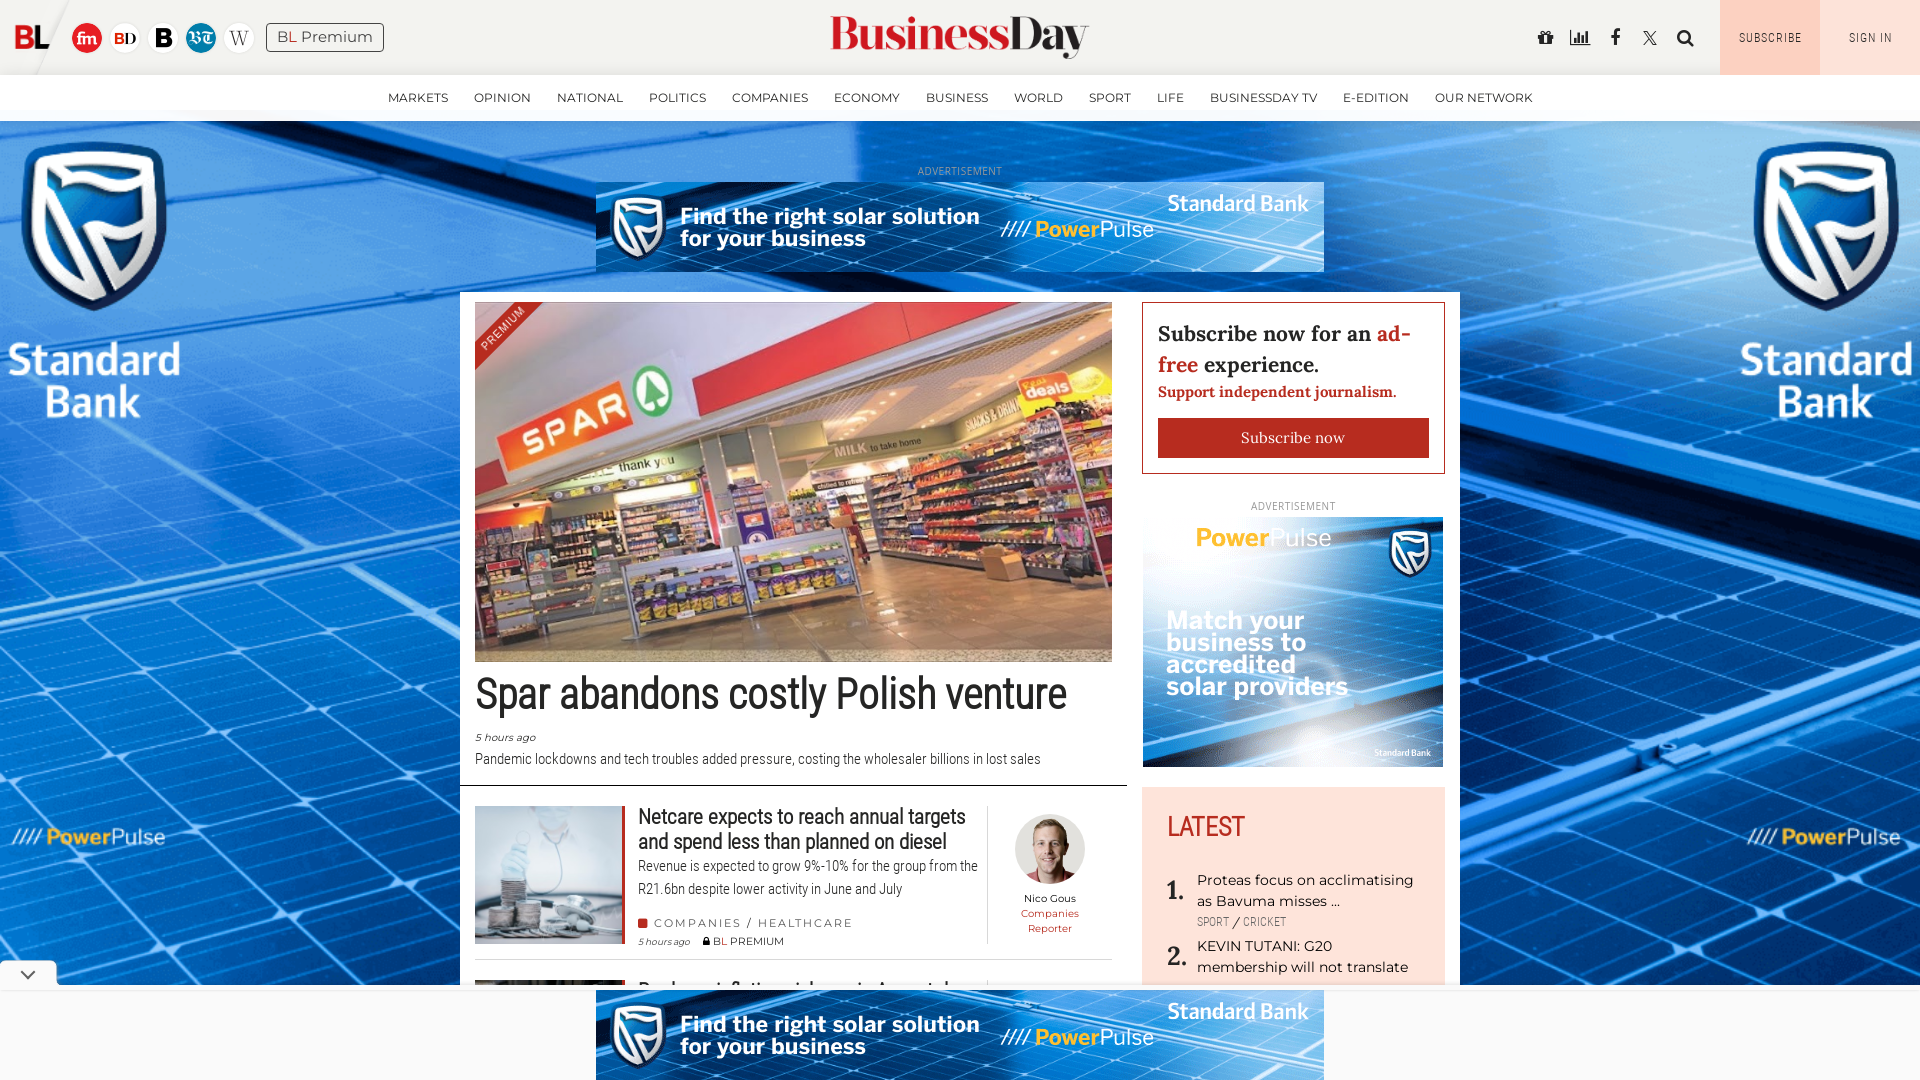 BL
fm
BD
B
BT
W
BL Premium
BusinessDay
SUBSCRIBE
SIGN IN
MARKETS
OPINION
NATIONAL
POLITICS
COMPANIES
ECONOMY
BUSINESS
WORLD
SPORT
LIFE
BUSINESSDAY TV
E-EDITION
OUR NETWORK
Standard
Bank
//// PowerPulse
ADVERTISEMENT
Find the right solar solution
for your business
//// PowerPulse
Standard Bank
Standard
Bank
//// PowerPulse
PREMIUM
SPAR
thank you
MILK to take home
SNACKS & DRINKS
Real
deals
Spar abandons costly Polish venture
5 hours ago
Pandemic lockdowns and tech troubles added pressure, costing the wholesaler billions in lost sales
Netcare expects to reach annual targets
and spend less than planned on diesel
Revenue is expected to grow 9%-10% for the group from the
R21.6bn despite lower activity in June and July
COMPANIES / HEALTHCARE
5 hours ago BL PREMIUM
Nico Gous
Companies
Reporter
Subscribe now for an ad-
free experience.
Support independent journalism.
Subscribe now
ADVERTISEMENT
PowerPulse
Match your
business to
accredited
solar providers
Standard Bank
LATEST
1. Proteas focus on acclimatising
as Bavuma misses ...
SPORT / CRICKET
2. KEVIN TUTANI: G20
membership will not translate
Find the right solar solution
for your business
//// PowerPulse
Standard Bank